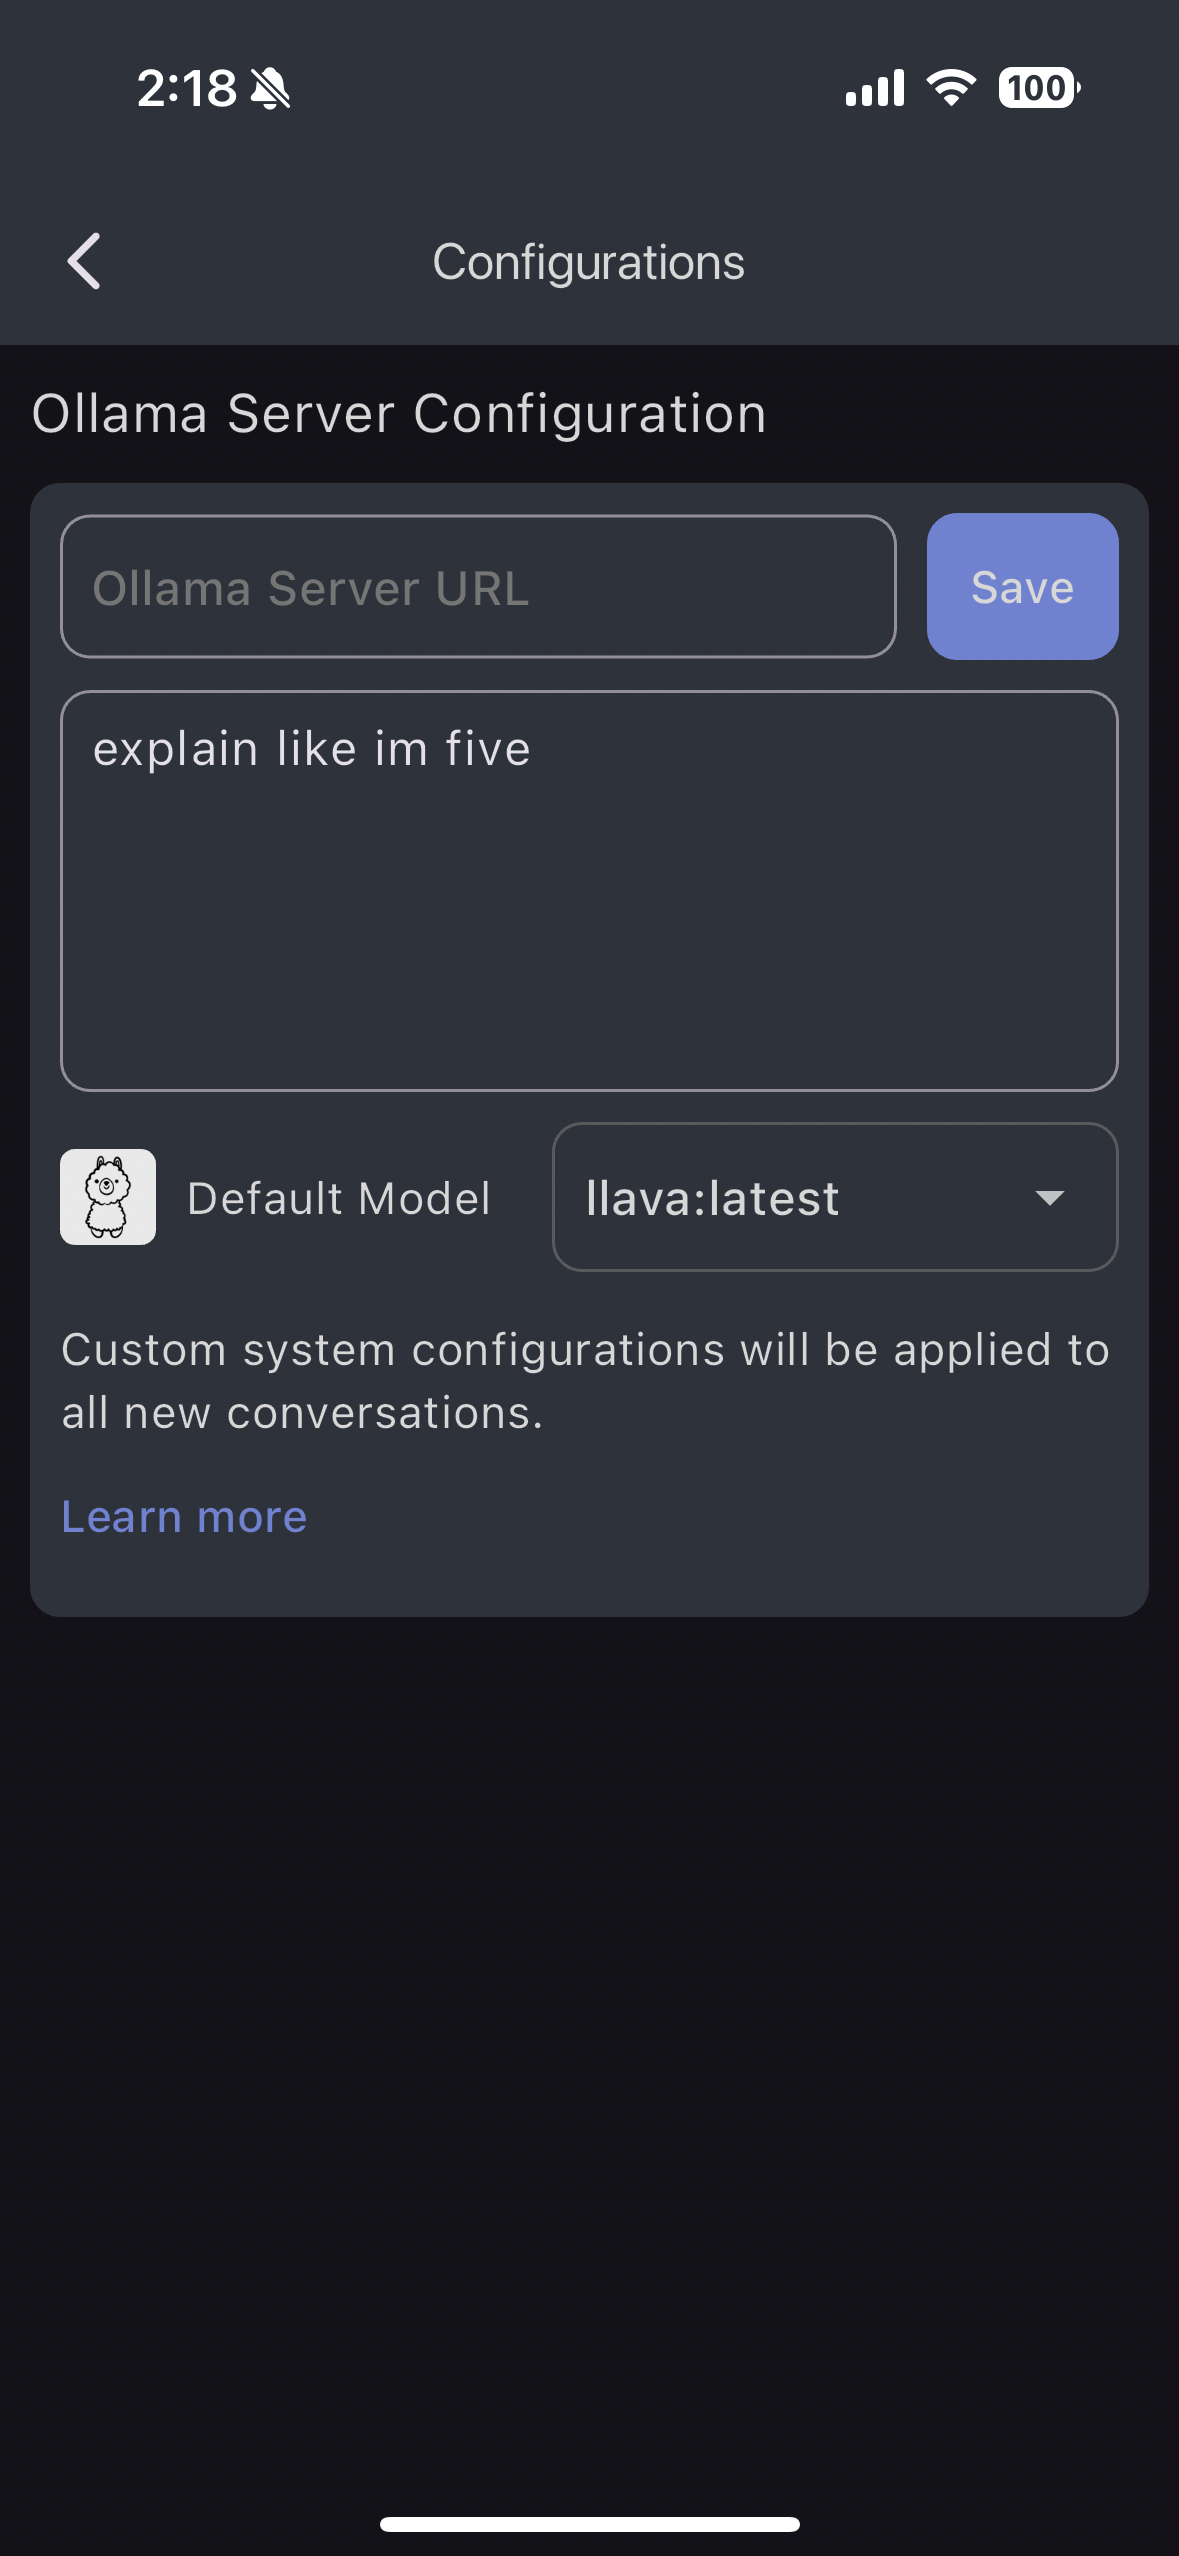 2:18
100
Configurations
Ollama Server Configuration
Ollama Server URL
Save
explain like im five
Default Model
llava:latest
Custom system configurations will be applied to
all new conversations.
Learn more